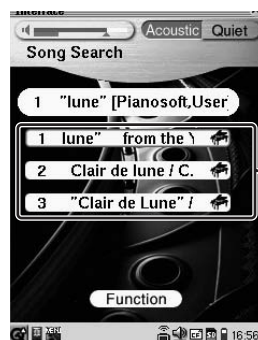 Interface
Acoustic Quiet
Song Search
1 "lune" [Pianosoft,User
1 lune" from the Y
2 Clair de lune / C.
3 "Clair de Lune" /
Function
MENU 16:56